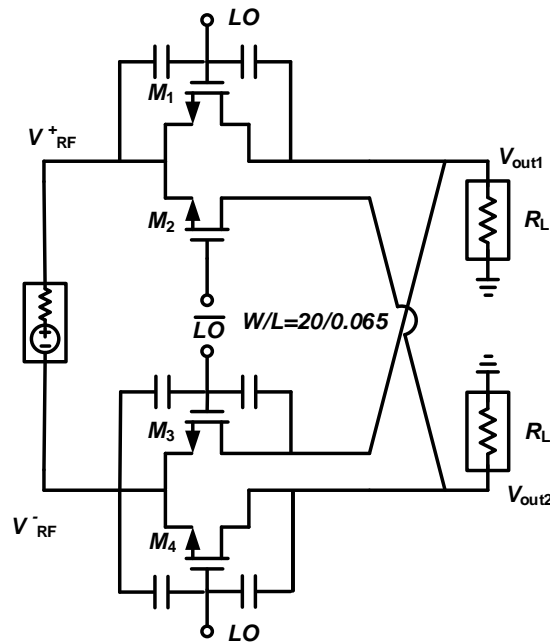 LO
M1
V+RF
Vout1
M2
RL
LO
W/L=20/0.065
M3
RL
V-RF
Vout2
M4
LO